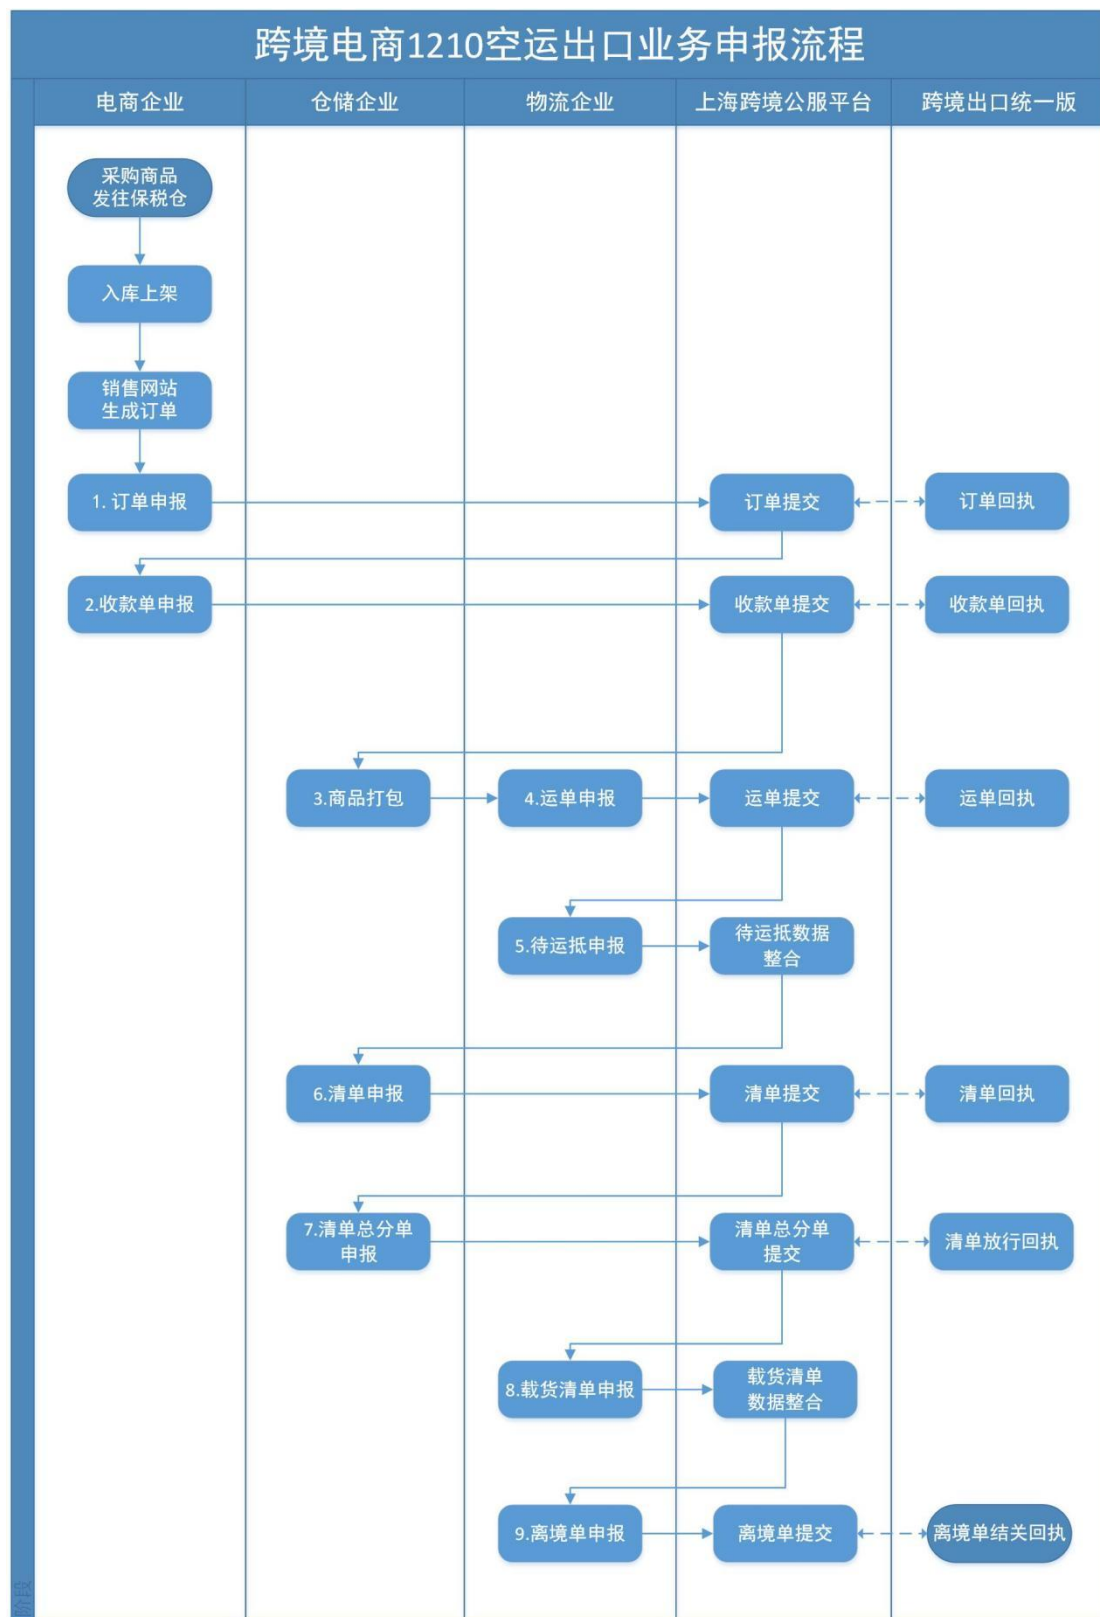 跨境电商1210空运出口业务申报流程
电商企业
仓储企业
物流企业
上海跨境公服平台
跨境出口统一版
采购商品
发往保税仓
入库上架
销售网站
生成订单
1. 订单申报
订单提交
订单回执
2.收款单申报
收款单提交
收款单回执
3.商品打包
4.运单申报
运单提交
运单回执
5.待运抵申报
待运抵数据
整合
6.清单申报
清单提交
清单回执
7.清单总分单
申报
清单总分单
提交
清单放行回执
8.载货清单申报
载货清单
数据整合
9.离境单申报
离境单提交
离境单结关回执
阶段